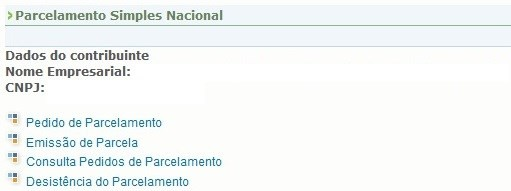 Parcelamento Simples Nacional
Dados do contribuinte
Nome Empresarial:
CNPJ:
Pedido de Parcelamento
Emissão de Parcela
Consulta Pedidos de Parcelamento
Desistência do Parcelamento